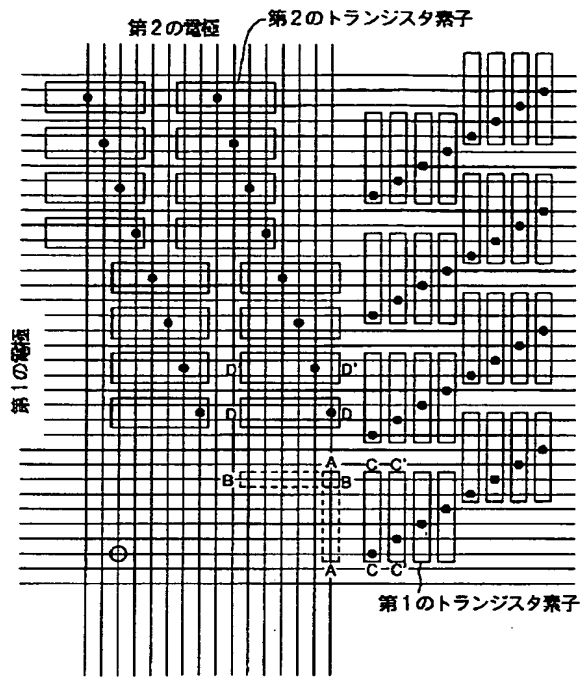 第2の電極
第2のトランジスタ素子
第1の電極
D' D'
D D
A C C'
B B
A C C'
第1のトランジスタ素子